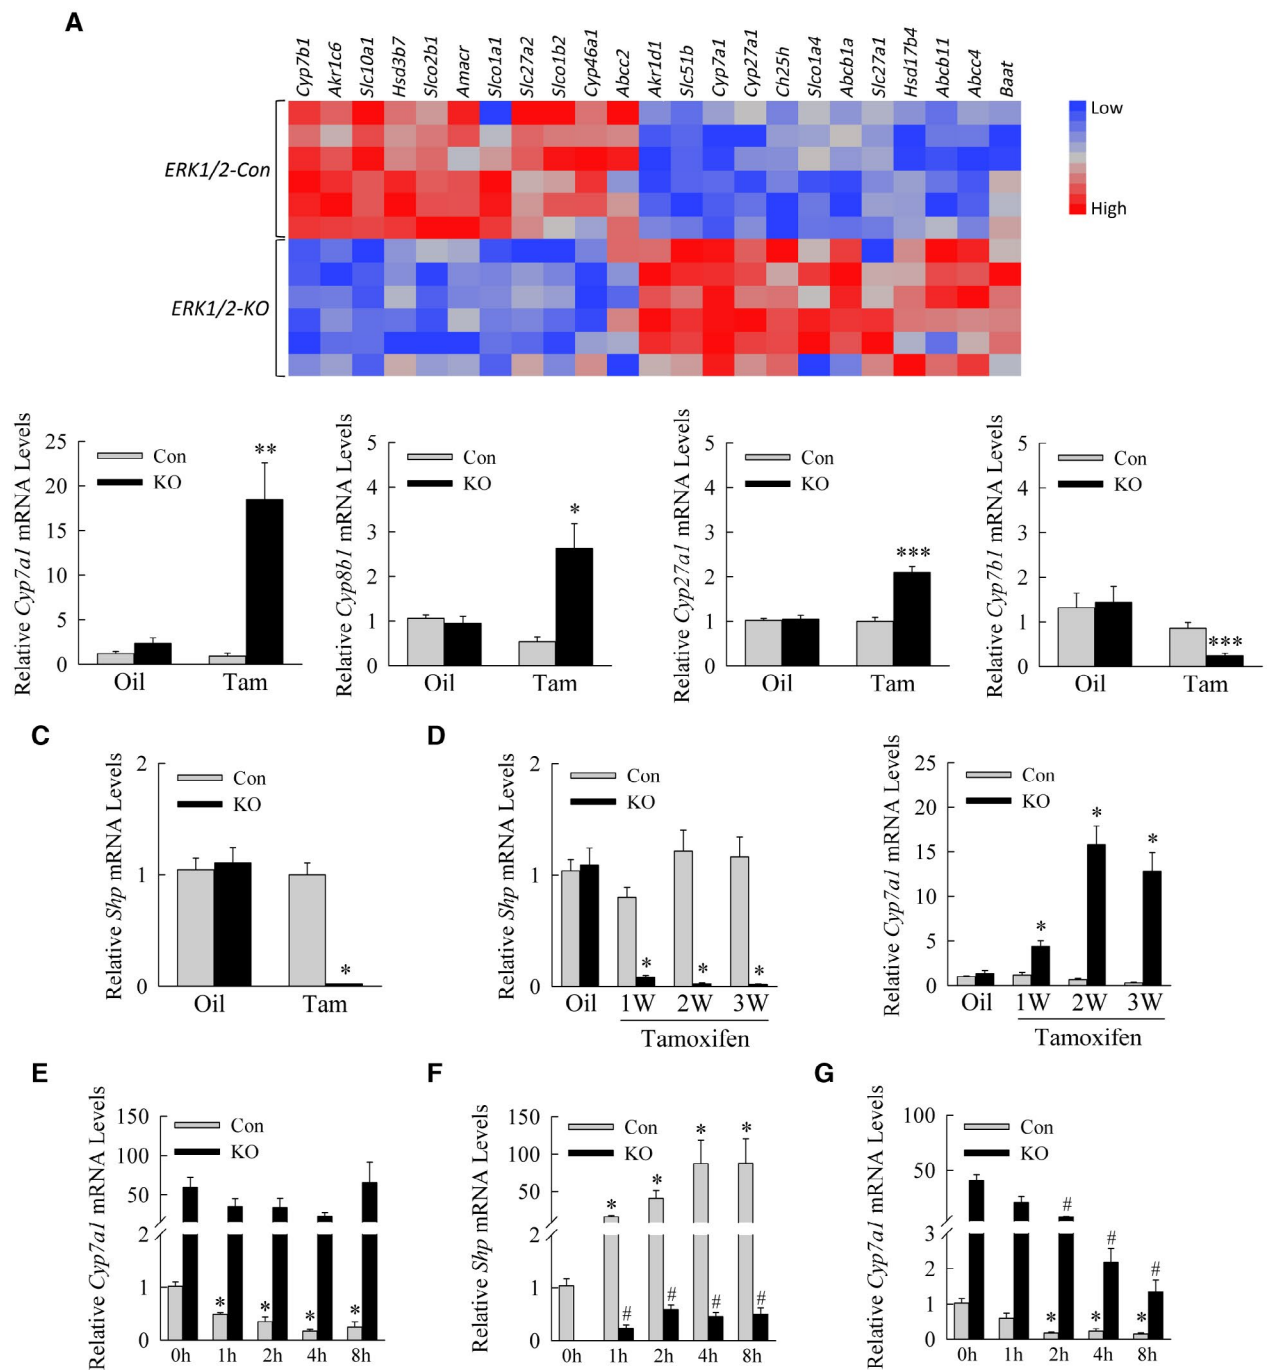 A
Cyp7b1 Akr1c6 Slc10a1 Hsd3b7 Slco2b1 Amacr Slco1a1 Slc27a2 Slco1b2 Cyp46a1 Abcc2 Akr1d1 Slc51b Cyp7a1 Cyp27a1 Ch25h Slco1a4 Abcb1a Slc27a1 Hsd17b4 Abcb11 Abcc4 Baat
Low
High
ERK1/2-Con
ERK1/2-KO
Relative Cyp7a1 mRNA Levels
25
20
15
10
5
0
Con
KO
**
Oil Tam
Relative Cyp8b1 mRNA Levels
5
4
3
2
1
0
Con
KO
*
Oil Tam
Relative Cyp27a1 mRNA Levels
5
4
3
2
1
0
Con
KO
***
Oil Tam
Relative Cyp7b1 mRNA Levels
5
4
3
2
1
0
Con
KO
***
Oil Tam
C
Relative Shp mRNA Levels
2
1
0
Con
KO
*
Oil Tam
D
Relative Shp mRNA Levels
2
1
0
Con
KO
* * *
Oil 1W 2W 3W
Tamoxifen
Relative Cyp7a1 mRNA Levels
25
20
15
10
5
0
Con
KO
* * *
Oil 1W 2W 3W
Tamoxifen
E
Relative Cyp7a1 mRNA Levels
150
100
50
2
1
0
Con
KO
* * * *
0h 1h 2h 4h 8h
F
Relative Shp mRNA Levels
150
100
50
2
1
0
Con
KO
* * * *
# # # #
0h 1h 2h 4h 8h
G
Relative Cyp7a1 mRNA Levels
100
50
3
2
1
0
Con
KO
# # #
* * *
0h 1h 2h 4h 8h